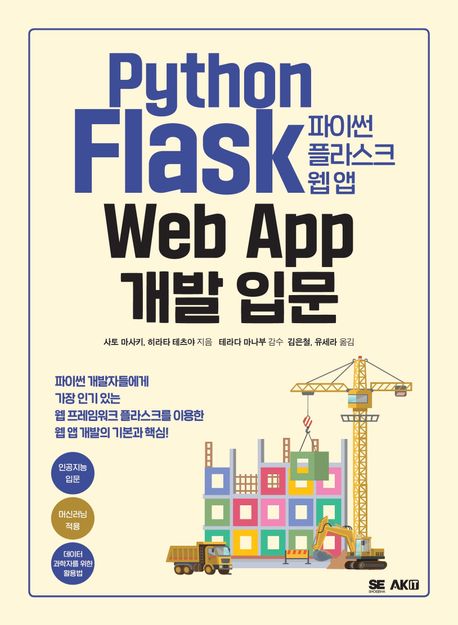 Python
Flask
파이썬
플라스크
웹 앱
Web App
개발 입문
사토 마사키, 히라타 테츠야 지음 테라다 마나부 감수 김은철, 유세라 옮김
파이썬 개발자들에게
가장 인기 있는
웹 프레임워크 플라스크를 이용한
웹 앱 개발의 기본과 핵심!
인공지능
입문
머신러닝
적용
데이터
과학자를 위한
활용법
SE
SHOEISHA
AK IT